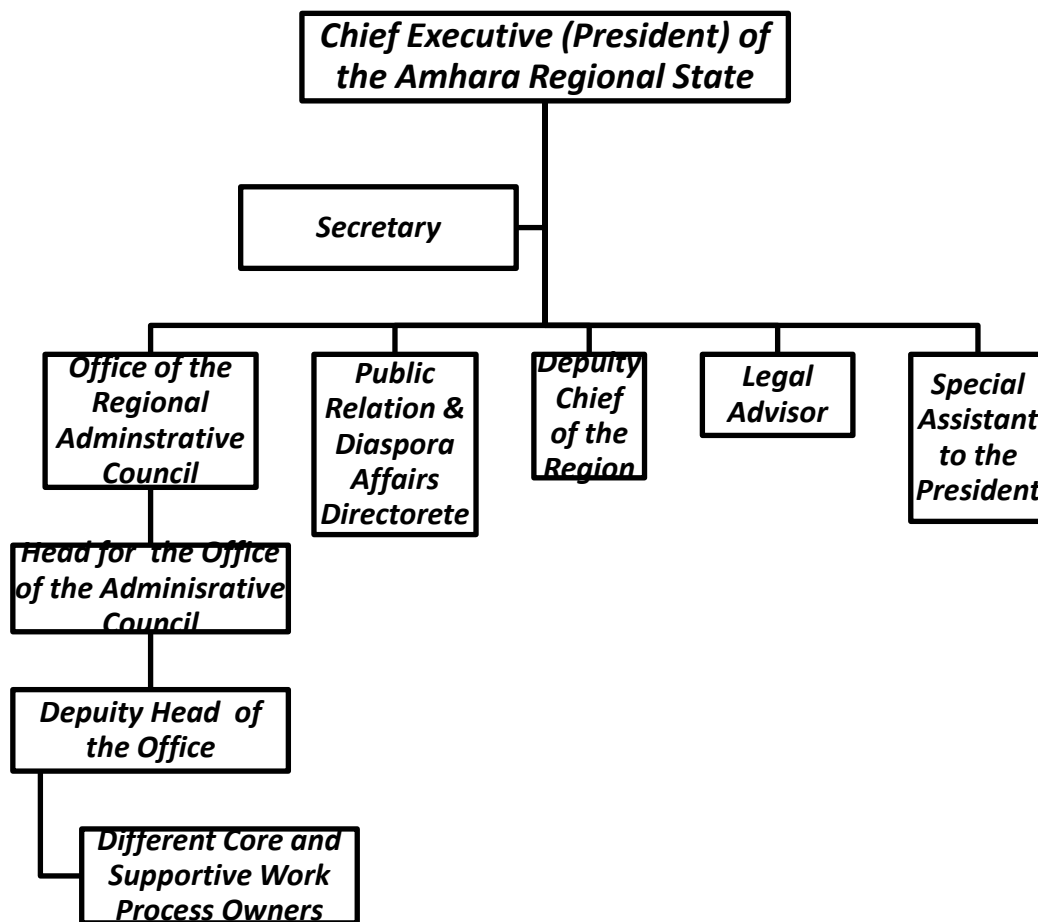 Chief Executive (President) of
the Amhara Regional State
Secretary
Office of the
Regional
Adminstrative
Council
Public
Relation &
Diaspora
Affairs
Directorete
Depuity
Chief
of the
Region
Legal
Advisor
Special
Assistant
to the
President
Head for the Office
of the Adminisrative
Council
Depuity Head of
the Office
Different Core and
Supportive Work
Process Owners